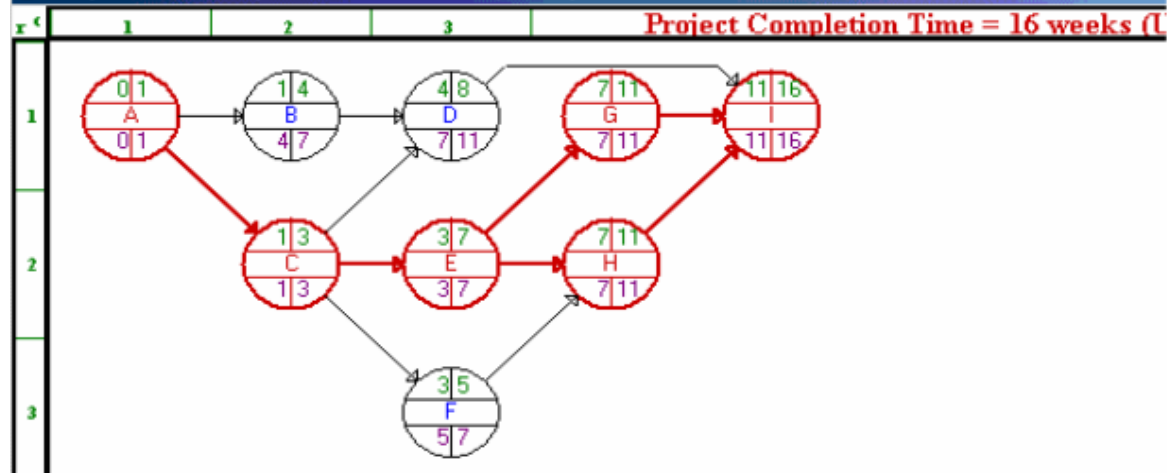 r c 1 2 3 Project Completion Time = 16 weeks (U
1
0 1 1 4 4 8 7 11 11 16
A B D G I
0 1 4 7 7 11 7 11 11 16
2
1 3 3 7 7 11
C E H
1 3 3 7 7 11
3
3 5
F
5 7